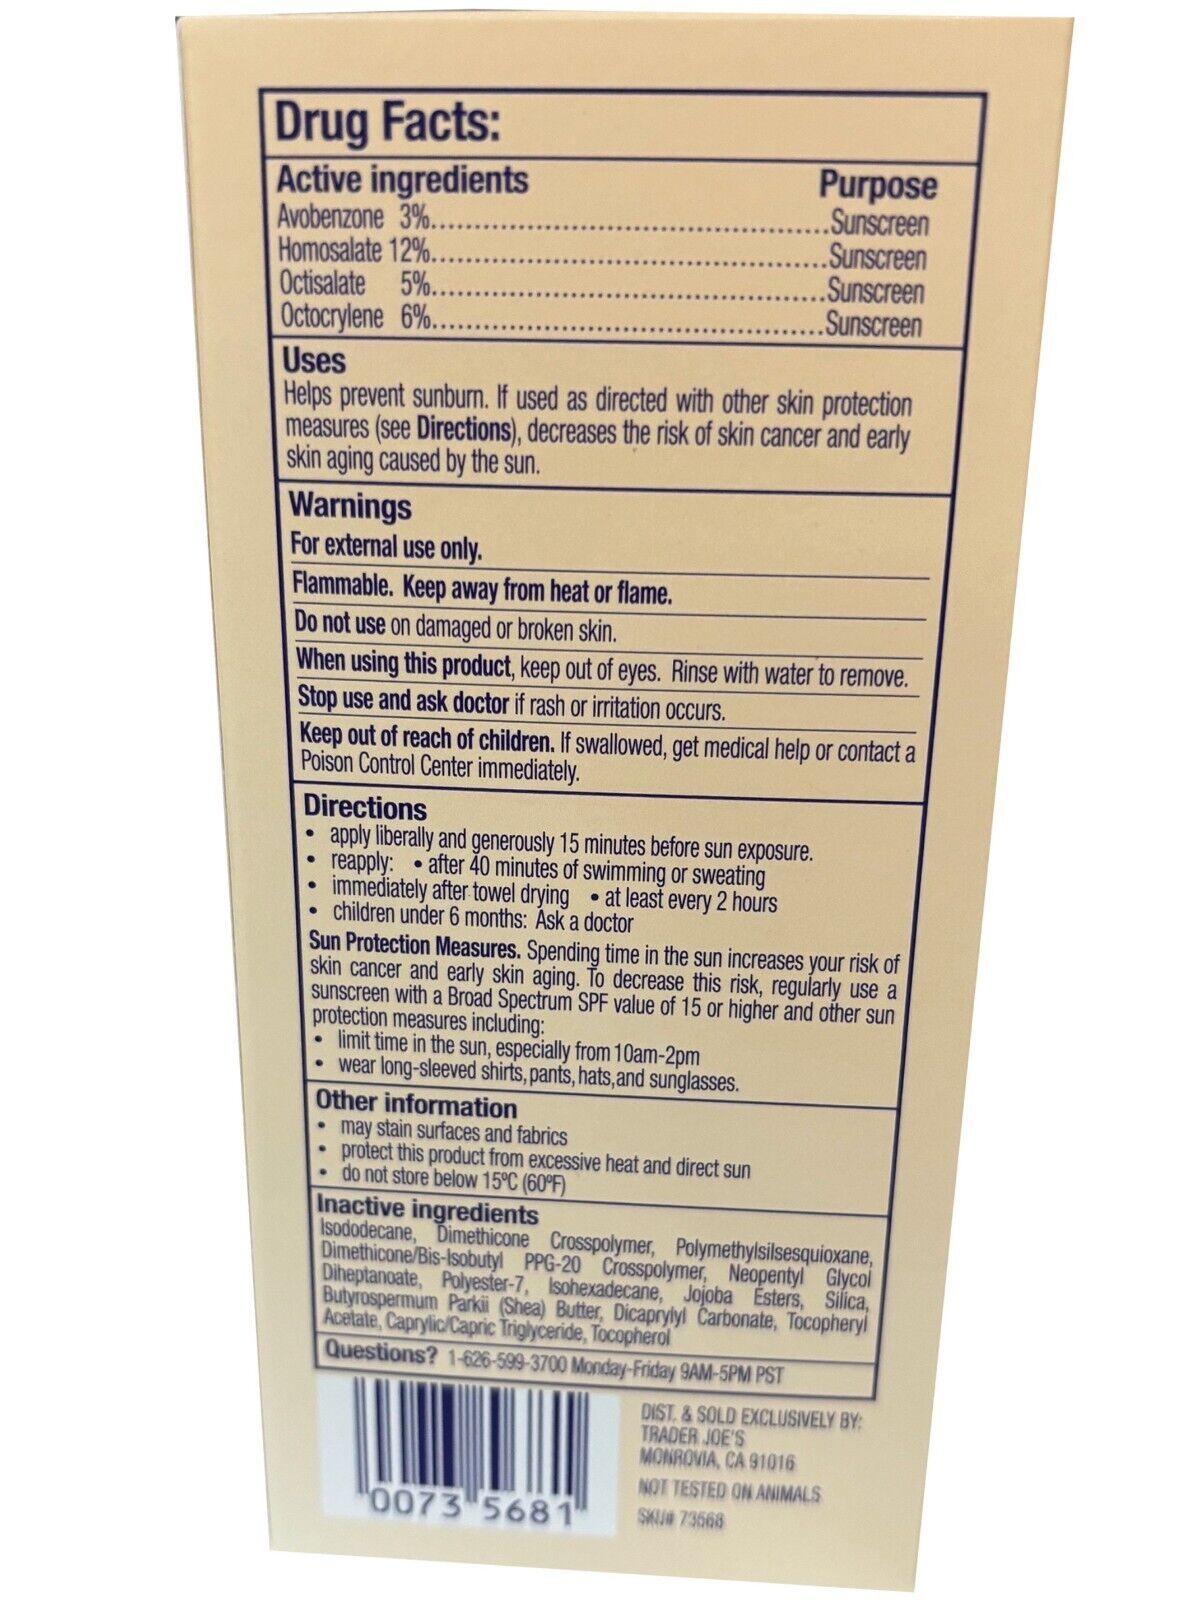 Drug Facts:
Active ingredients Purpose
Avobenzone 3%..........................................Sunscreen
Homosalate 12%..........................................Sunscreen
Octisalate 5%..........................................Sunscreen
Octocrylene 6%..........................................Sunscreen
Uses
Helps prevent sunburn. If used as directed with other skin protection
measures (see Directions), decreases the risk of skin cancer and early
skin aging caused by the sun.
Warnings
For external use only.
Flammable. Keep away from heat or flame.
Do not use on damaged or broken skin.
When using this product, keep out of eyes. Rinse with water to remove.
Stop use and ask doctor if rash or irritation occurs.
Keep out of reach of children. If swallowed, get medical help or contact a
Poison Control Center immediately.
Directions
• apply liberally and generously 15 minutes before sun exposure.
• reapply: • after 40 minutes of swimming or sweating
• immediately after towel drying • at least every 2 hours
• children under 6 months: Ask a doctor
Sun Protection Measures. Spending time in the sun increases your risk of
skin cancer and early skin aging. To decrease this risk, regularly use a
sunscreen with a Broad Spectrum SPF value of 15 or higher and other sun
protection measures including:
• limit time in the sun, especially from 10am-2pm
• wear long-sleeved shirts, pants, hats, and sunglasses.
Other information
• may stain surfaces and fabrics
• protect this product from excessive heat and direct sun
• do not store below 15ºC (60ºF)
Inactive ingredients
Isododecane, Dimethicone Crosspolymer, Polymethylsilsesquioxane,
Dimethicone/Bis-Isobutyl PPG-20 Crosspolymer, Neopentyl Glycol
Diheptanoate, Polyester-7, Isohexadecane, Jojoba Esters, Silica,
Butyrospermum Parkii (Shea) Butter, Dicaprylyl Carbonate, Tocopheryl
Acetate, Caprylic/Capric Triglyceride, Tocopherol
Questions? 1-626-599-3700 Monday-Friday 9AM-5PM PST
DIST. & SOLD EXCLUSIVELY BY:
TRADER JOE'S
MONROVIA, CA 91016
NOT TESTED ON ANIMALS
SKU# 73568
0073 5681